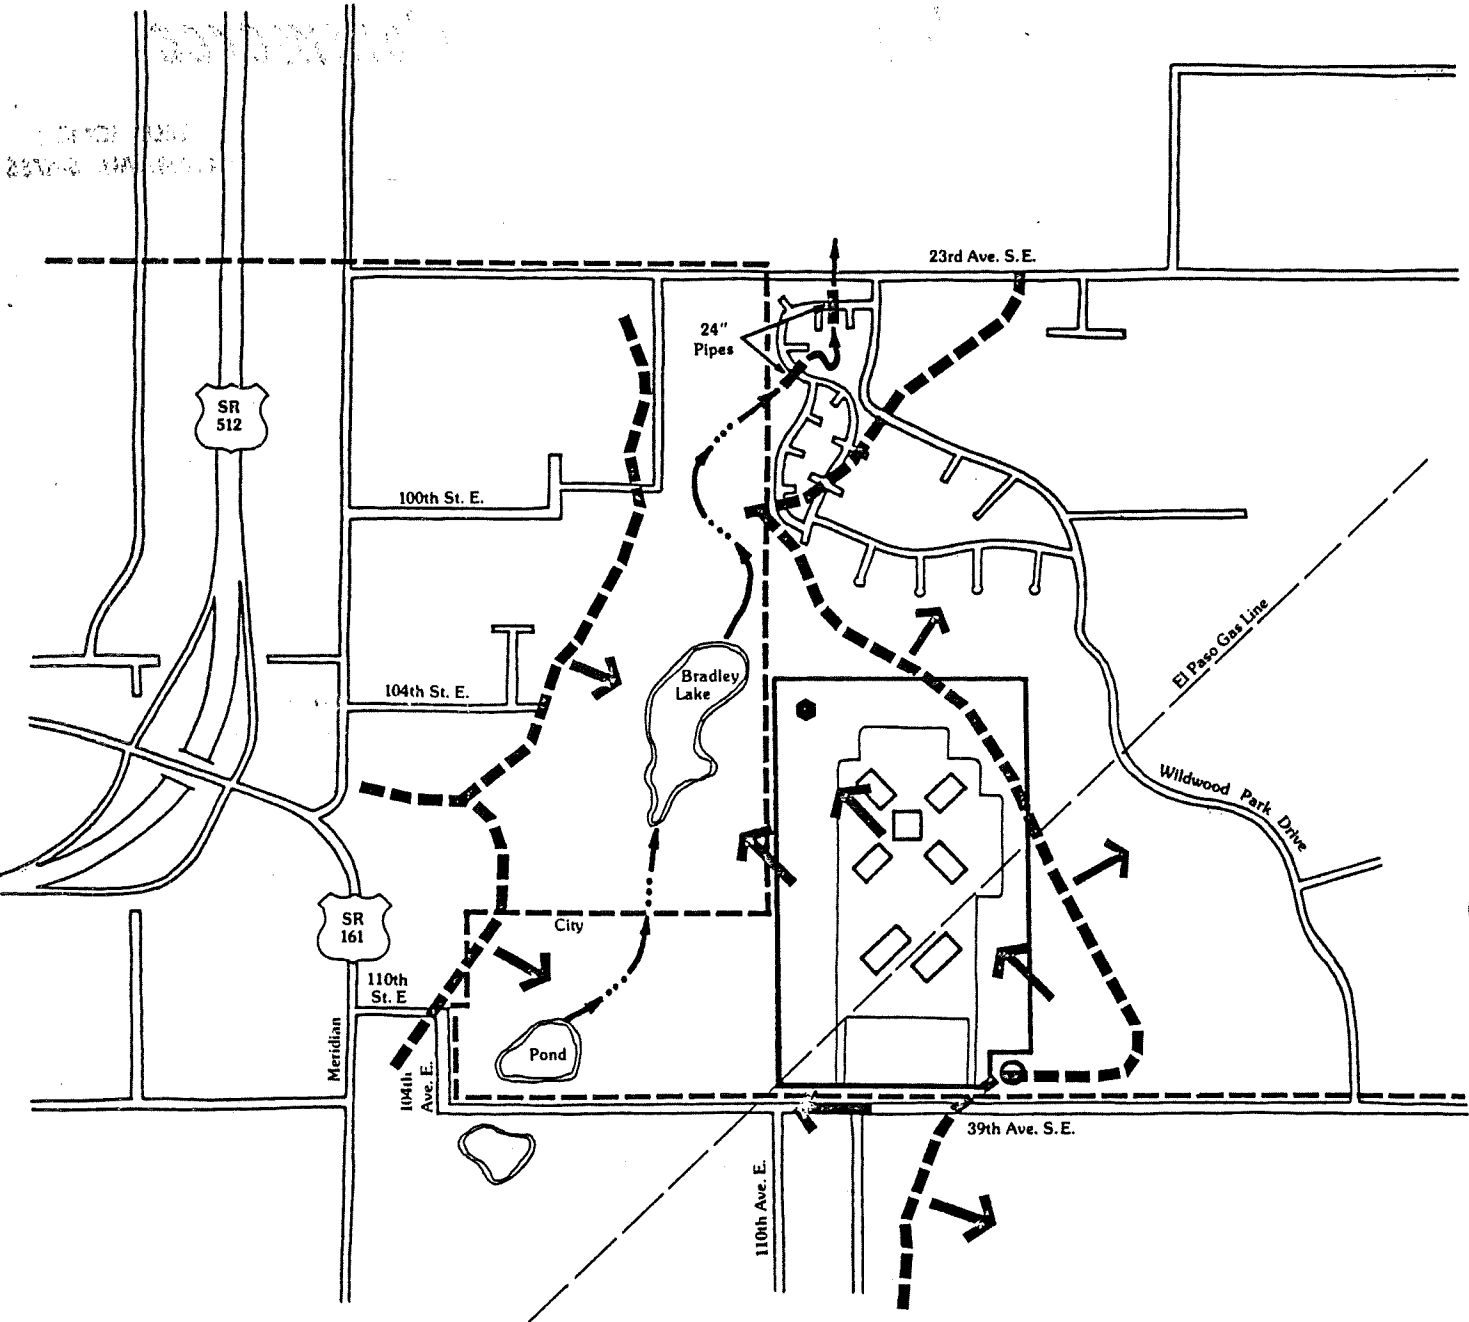 23rd Ave. S.E.
24"
Pipes
SR
512
100th St. E.
El Paso Gas Line
Bradley
Lake
104th St. E.
Wildwood Park Drive
SR
161
City
110th
St. E
Meridian
Pond
104th
Ave. E.
39th Ave. S.E.
110th Ave. E.